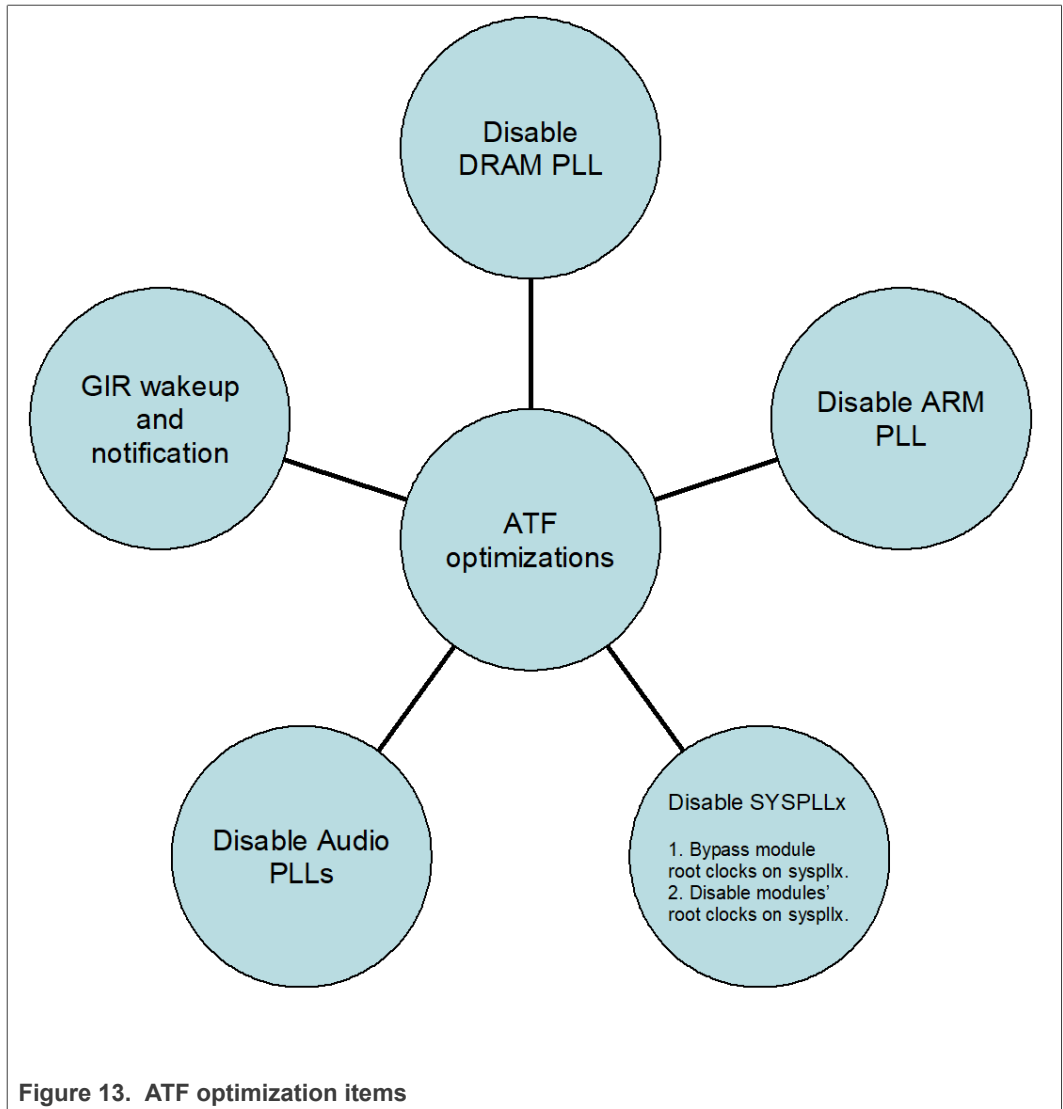 Disable
DRAM PLL
GIR wakeup
and
notification
Disable ARM
PLL
ATF
optimizations
Disable Audio
PLLs
Disable SYSPLLx
1. Bypass module
root clocks on syspllx.
2. Disable modules'
root clocks on syspllx.
Figure 13. ATF optimization items